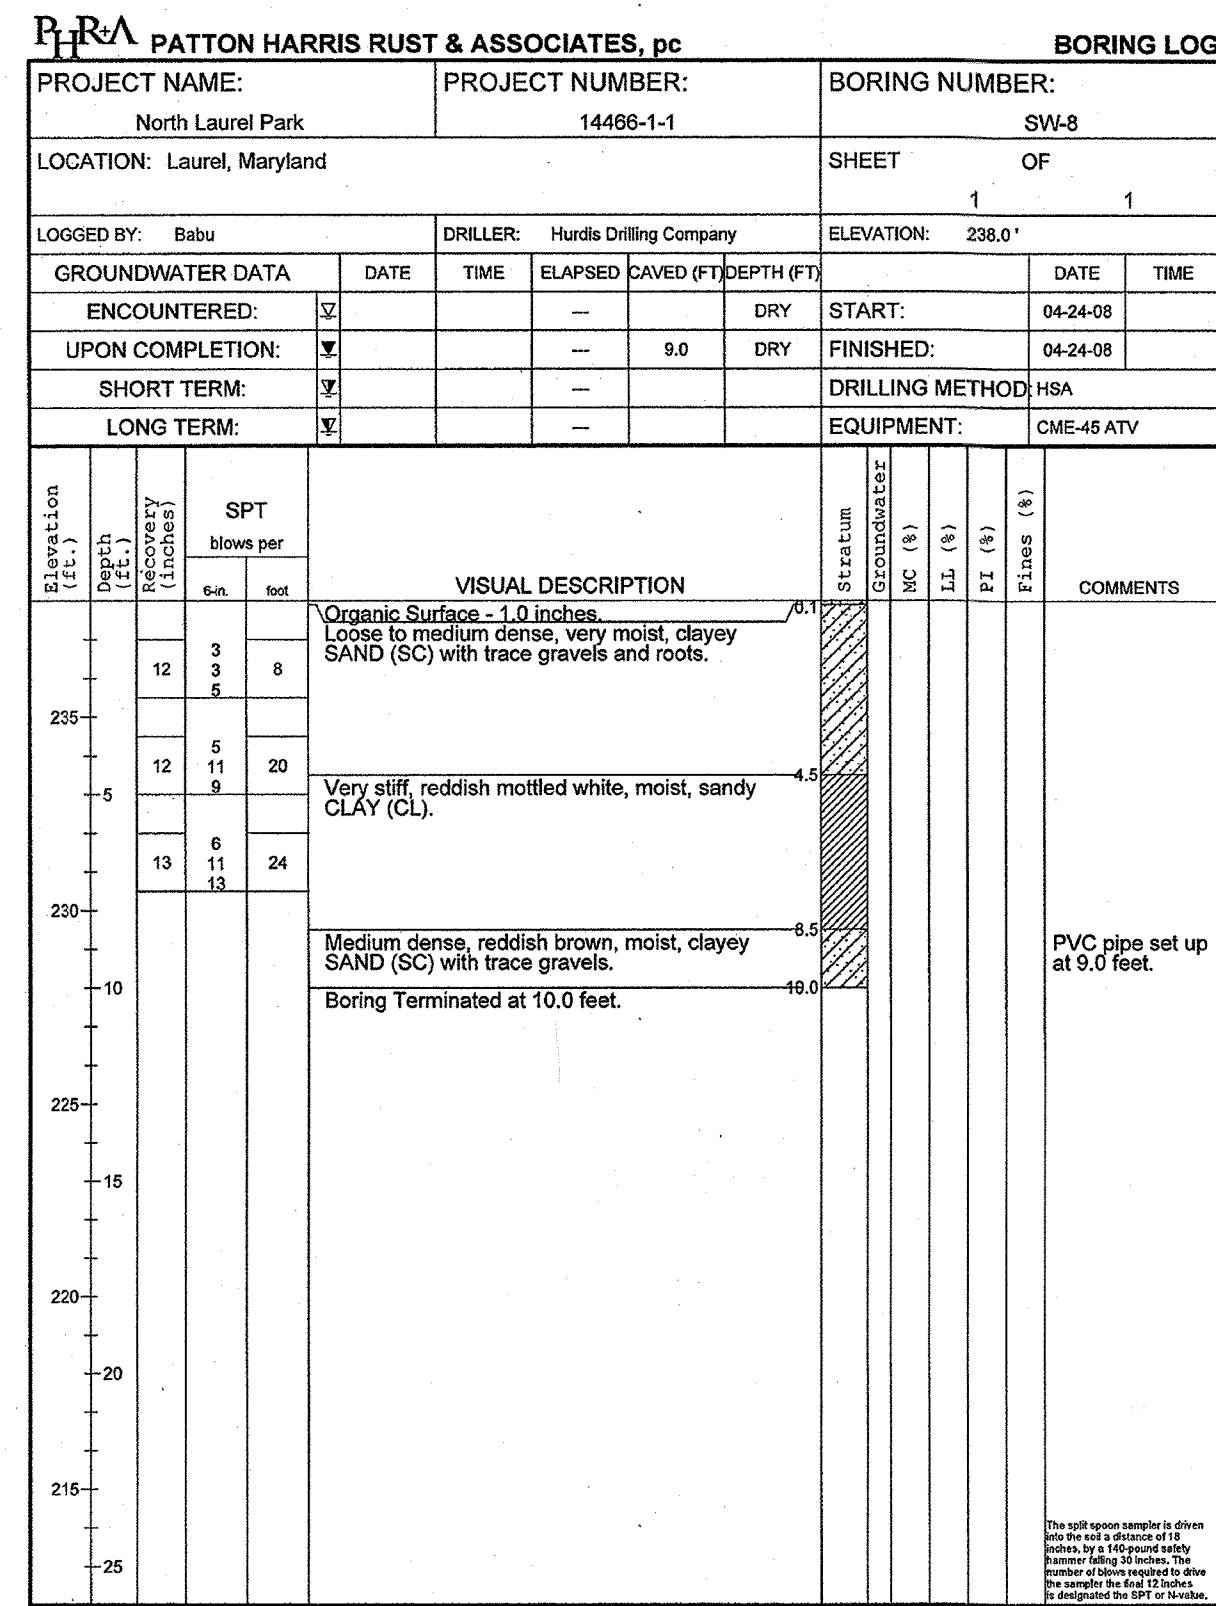 PHR+A PATTON HARRIS RUST & ASSOCIATES, pc BORING LOG
PROJECT NAME: PROJECT NUMBER: BORING NUMBER:
North Laurel Park 14466-1-1 SW-8
LOCATION: Laurel, Maryland SHEET OF
1 1
LOGGED BY: Babu DRILLER: Hurdis Drilling Company ELEVATION: 238.0 '
GROUNDWATER DATA DATE TIME ELAPSED CAVED (FT) DEPTH (FT) DATE TIME
ENCOUNTERED: --- DRY START: 04-24-08
UPON COMPLETION: --- 9.0 DRY FINISHED: 04-24-08
SHORT TERM: --- DRILLING METHOD: HSA
LONG TERM: --- EQUIPMENT: CME-45 ATV
Elevation (ft.)
Depth (ft.)
Recovery (inches)
SPT
blows per
6-in. foot
VISUAL DESCRIPTION
Stratum
Groundwater
MC (%)
LL (%)
PI (%)
Fines (%)
COMMENTS
Organic Surface - 1.0 inches. 0.1
Loose to medium dense, very moist, clayey
SAND (SC) with trace gravels and roots.
3
12 3 8
5
235
5
12 11 20
9
4.5
5
Very stiff, reddish mottled white, moist, sandy
CLAY (CL).
6
13 11 24
13
230
8.5
Medium dense, reddish brown, moist, clayey
SAND (SC) with trace gravels.
PVC pipe set up
at 9.0 feet.
10 10.0
Boring Terminated at 10.0 feet.
225
15
220
20
215
25
The split spoon sampler is driven
into the soil a distance of 18
inches, by a 140-pound safety
hammer falling 30 inches. The
number of blows required to drive
the sampler the final 12 inches
is designated the SPT or N-value.